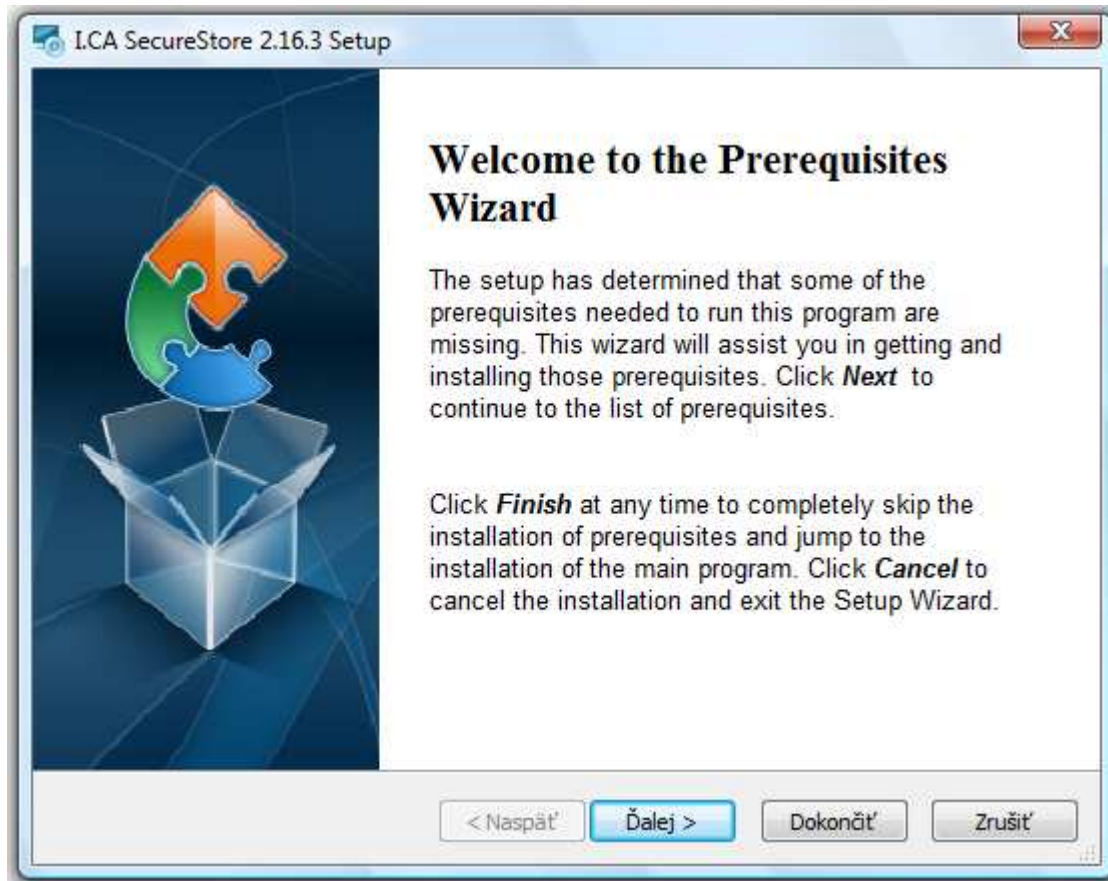 I.CA SecureStore 2.16.3 Setup
Welcome to the Prerequisites
Wizard
The setup has determined that some of the
prerequisites needed to run this program are
missing. This wizard will assist you in getting and
installing those prerequisites. Click Next to
continue to the list of prerequisites.
Click Finish at any time to completely skip the
installation of prerequisites and jump to the
installation of the main program. Click Cancel to
cancel the installation and exit the Setup Wizard.
< Naspäť
Ďalej >
Dokončiť
Zrušiť